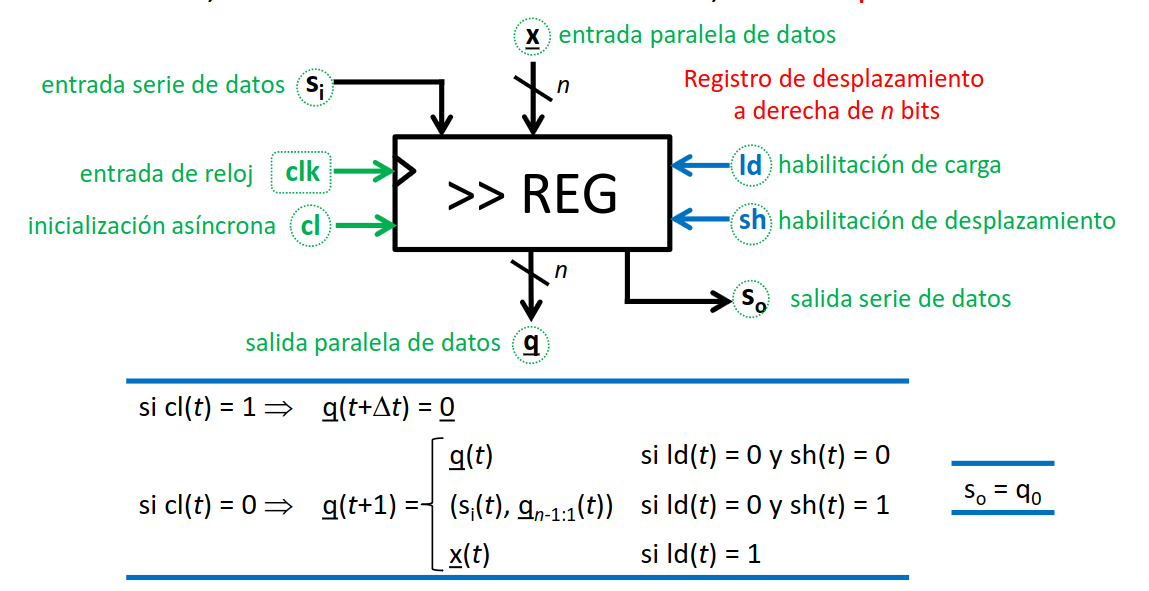 x entrada paralela de datos
entrada serie de datos si
n
Registro de desplazamiento
a derecha de n bits
entrada de reloj clk
>> REG
ld habilitación de carga
inicialización asíncrona cl
sh habilitación de desplazamiento
n
so salida serie de datos
salida paralela de datos q
si cl(t) = 1 ⇒ q(t+Δt) = 0
q(t) si ld(t) = 0 y sh(t) = 0
si cl(t) = 0 ⇒ q(t+1) = (si(t), qn-1:1(t)) si ld(t) = 0 y sh(t) = 1
x(t) si ld(t) = 1
so = q0